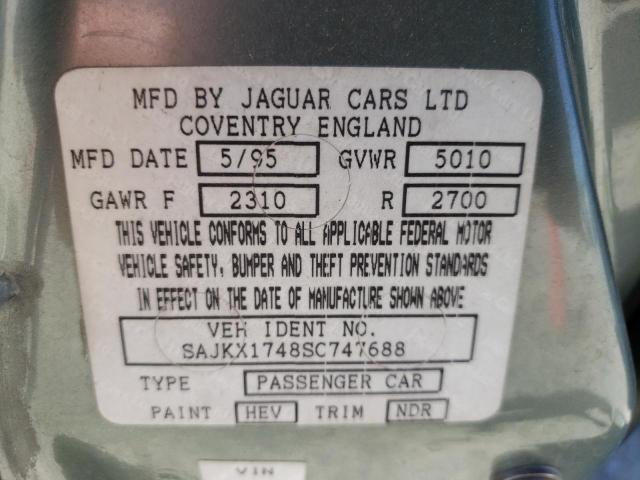 MFD BY JAGUAR CARS LTD
COVENTRY ENGLAND
MFD DATE 5/95 GVWR 5010
GAWR F 2310 R 2700
THIS VEHICLE CONFORMS TO ALL APPLICABLE FEDERAL MOTOR
VEHICLE SAFETY, BUMPER AND THEFT PREVENTION STANDARDS
IN EFFECT ON THE DATE OF MANUFACTURE SHOWN ABOVE
VEH IDENT NO.
SAJKX1748SC747688
TYPE PASSENGER CAR
PAINT HEV TRIM NDR
VIN